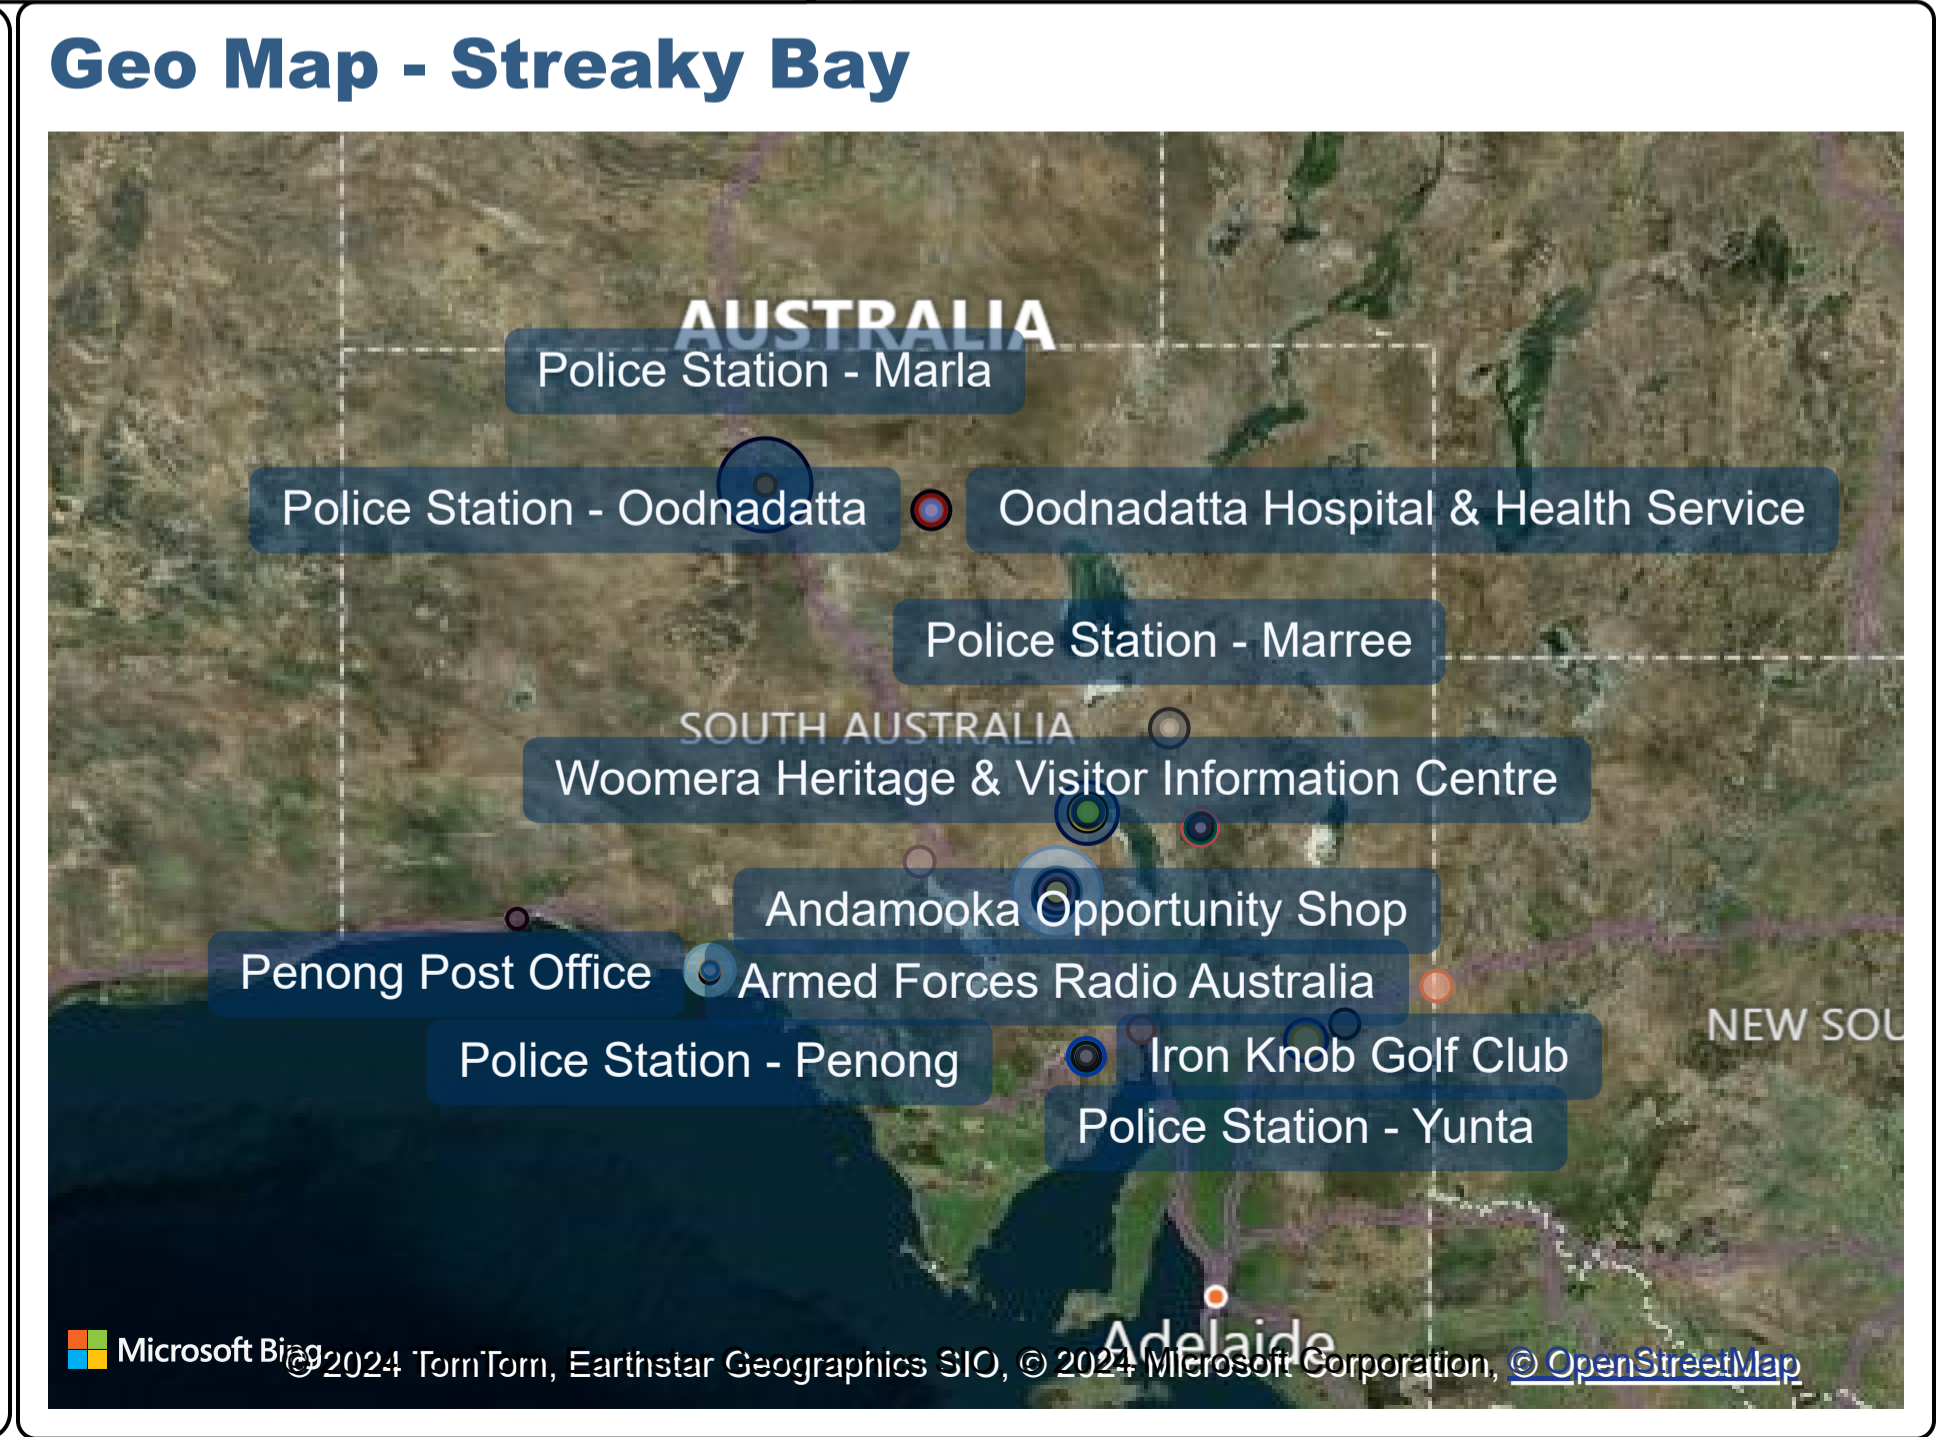 Geo Map - Streaky Bay
AUSTRALIA
Police Station - Marla
Police Station - Oodnadatta
Oodnadatta Hospital & Health Service
Police Station - Marree
SOUTH AUSTRALIA
Woomera Heritage & Visitor Information Centre
Andamooka Opportunity Shop
Penong Post Office
Armed Forces Radio Australia
NEW SOU
Police Station - Penong
Iron Knob Golf Club
Police Station - Yunta
Adelaide
Microsoft Bing
© 2024 TomTom, Earthstar Geographics SIO, © 2024 Microsoft Corporation, © OpenStreetMap